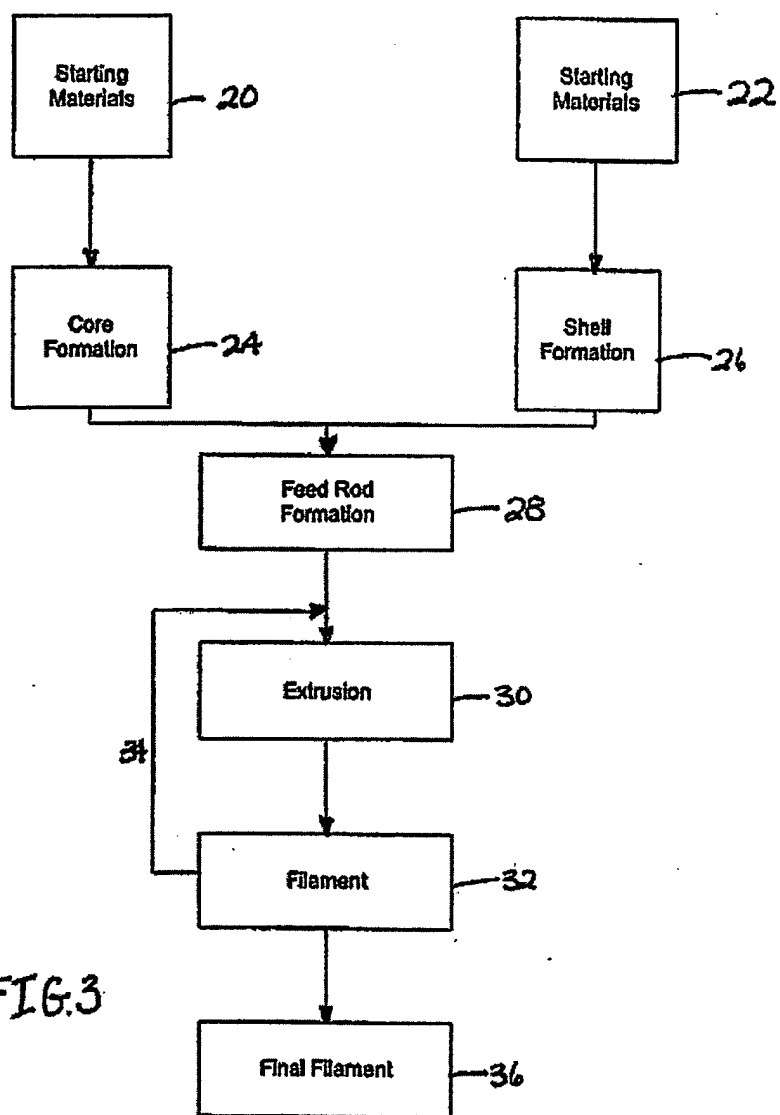 Starting
Materials
20
Starting
Materials
22
Core
Formation
24
Shell
Formation
26
Feed Rod
Formation
28
Extrusion
30
34
Filament
32
FIG.3
Final Filament
36